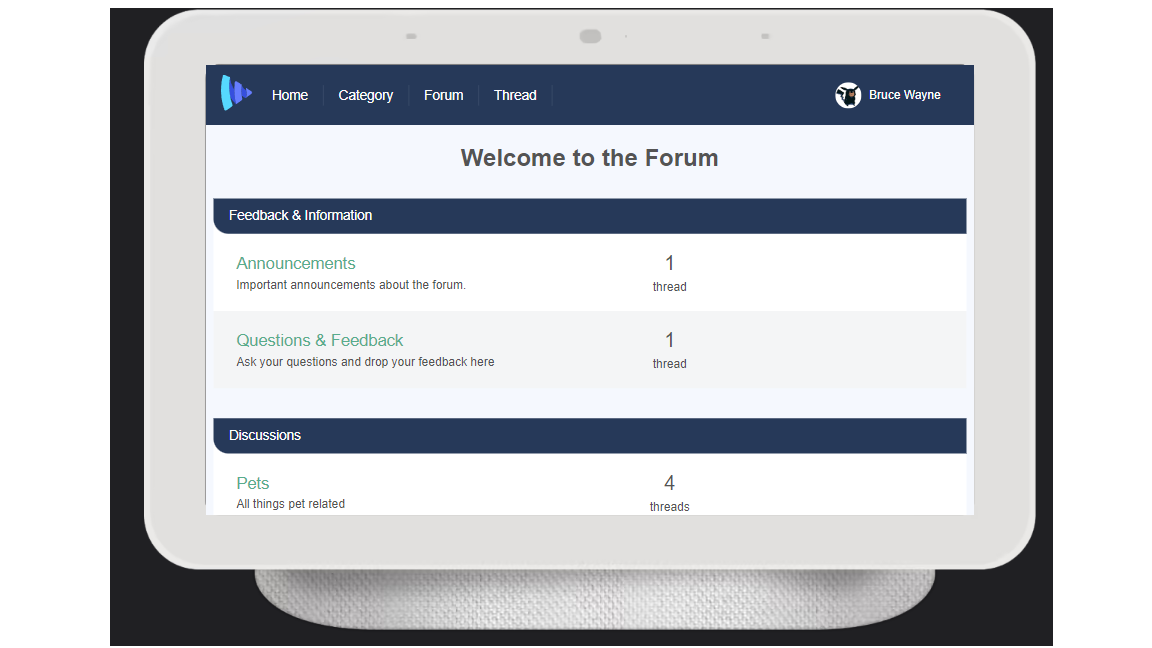 Home Category Forum Thread Bruce Wayne
Welcome to the Forum
Feedback & Information
Announcements
1
Important announcements about the forum.
thread
Questions & Feedback
1
Ask your questions and drop your feedback here
thread
Discussions
Pets
4
All things pet related
threads